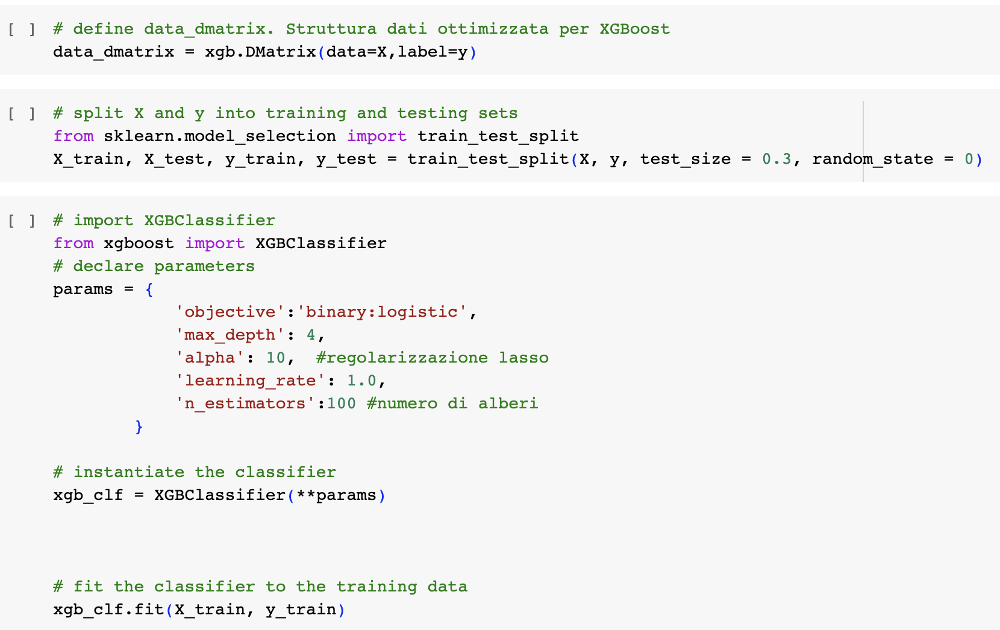 [ ] # define data_dmatrix. Struttura dati ottimizzata per XGBoost
data_dmatrix = xgb.DMatrix(data=X,label=y)
[ ] # split X and y into training and testing sets
from sklearn.model_selection import train_test_split
X_train, X_test, y_train, y_test = train_test_split(X, y, test_size = 0.3, random_state = 0)
[ ] # import XGBClassifier
from xgboost import XGBClassifier
# declare parameters
params = {
'objective':'binary:logistic',
'max_depth': 4,
'alpha': 10,  #regolarizzazione lasso
'learning_rate': 1.0,
'n_estimators':100 #numero di alberi
}
# instantiate the classifier
xgb_clf = XGBClassifier(**params)
# fit the classifier to the training data
xgb_clf.fit(X_train, y_train)